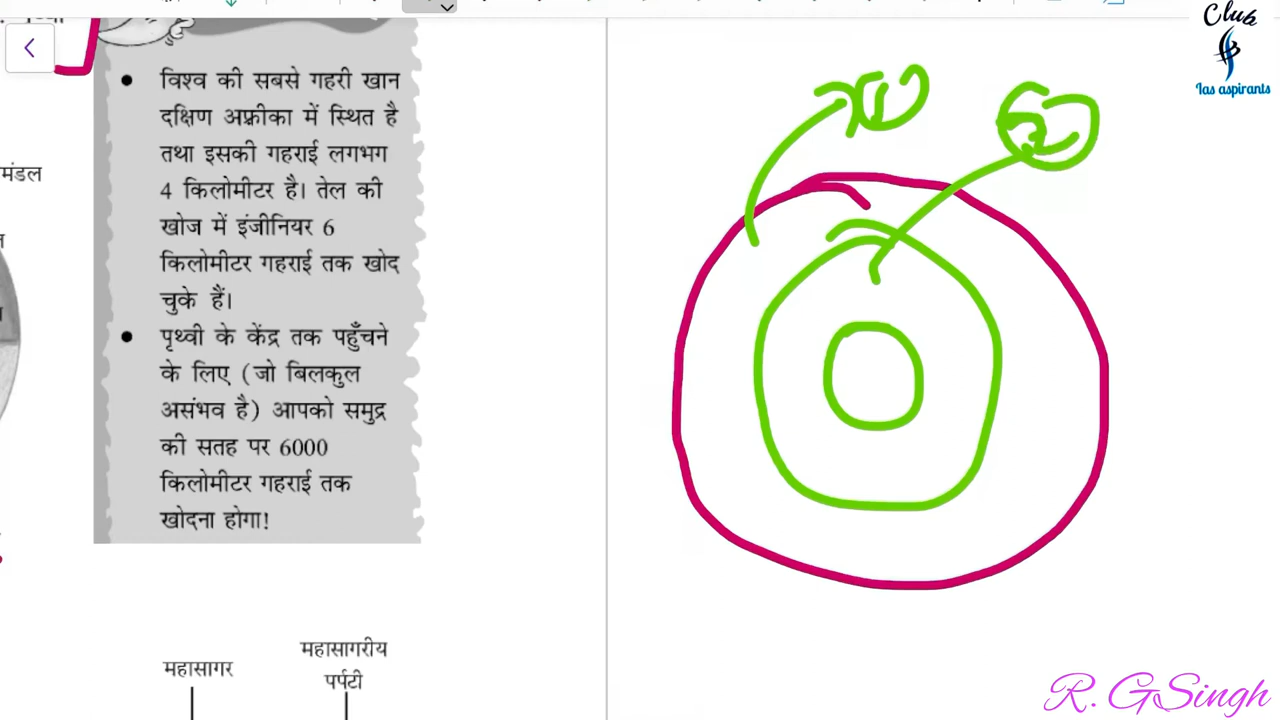 Club
Ias aspirants
• विश्व की सबसे गहरी खान
दक्षिण अफ़्रीका में स्थित है
तथा इसकी गहराई लगभग
4 किलोमीटर है। तेल की
खोज में इंजीनियर 6
किलोमीटर गहराई तक खोद
चुके हैं।
• पृथ्वी के केंद्र तक पहुँचने
के लिए (जो बिलकुल
असंभव है) आपको समुद्र
की सतह पर 6000
किलोमीटर गहराई तक
खोदना होगा!
मंडल
महासागर
महासागरीय
पर्पटी
R. GSingh